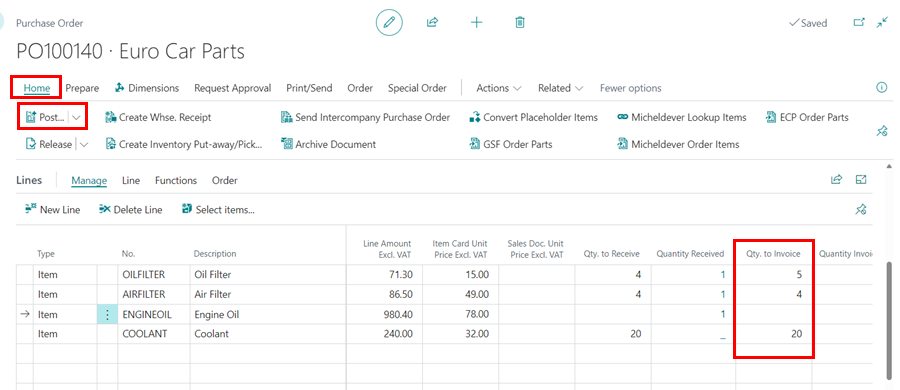 Purchase Order
Saved
PO100140 · Euro Car Parts
Home Prepare Dimensions Request Approval Print/Send Order Special Order Actions Related Fewer options
Post... Create Whse. Receipt Send Intercompany Purchase Order Convert Placeholder Items Micheldever Lookup Items ECP Order Parts
Release Create Inventory Put-away/Pick... Archive Document GSF Order Parts Micheldever Order Items
Lines Manage Line Functions Order
New Line Delete Line Select items...
Line Amount Item Card Unit Sales Doc. Unit
Type No. Description Excl. VAT Price Excl. VAT Price Excl. VAT Qty. to Receive Quantity Received Qty. to Invoice Quantity Invoi
Item OILFILTER Oil Filter 71.30 15.00 4 1 5
Item AIRFILTER Air Filter 86.50 49.00 4 1 4
Item ENGINEOIL Engine Oil 980.40 78.00 1
Item COOLANT Coolant 240.00 32.00 20 _ 20